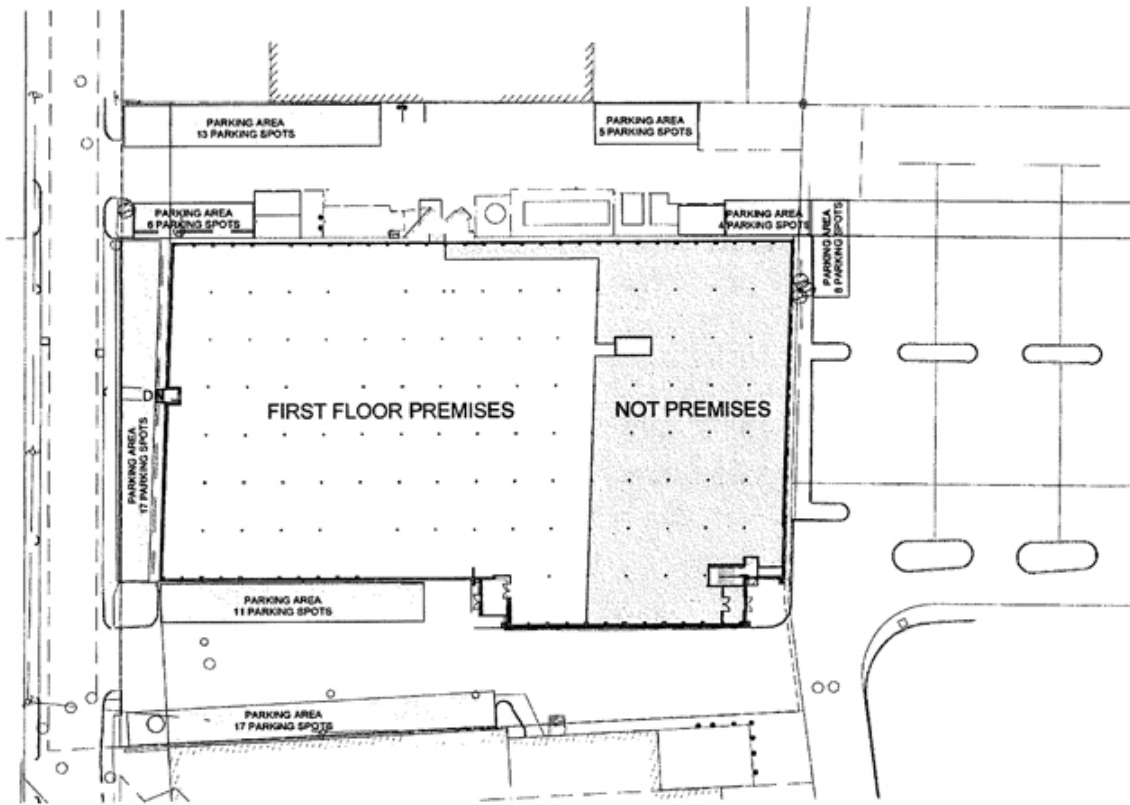 PARKING AREA
13 PARKING SPOTS
PARKING AREA
5 PARKING SPOTS
PARKING AREA
6 PARKING SPOTS
PARKING AREA
4 PARKING SPOTS
PARKING AREA
8 PARKING SPOTS
DN
FIRST FLOOR PREMISES
NOT PREMISES
PARKING AREA
17 PARKING SPOTS
PARKING AREA
11 PARKING SPOTS
PARKING AREA
17 PARKING SPOTS